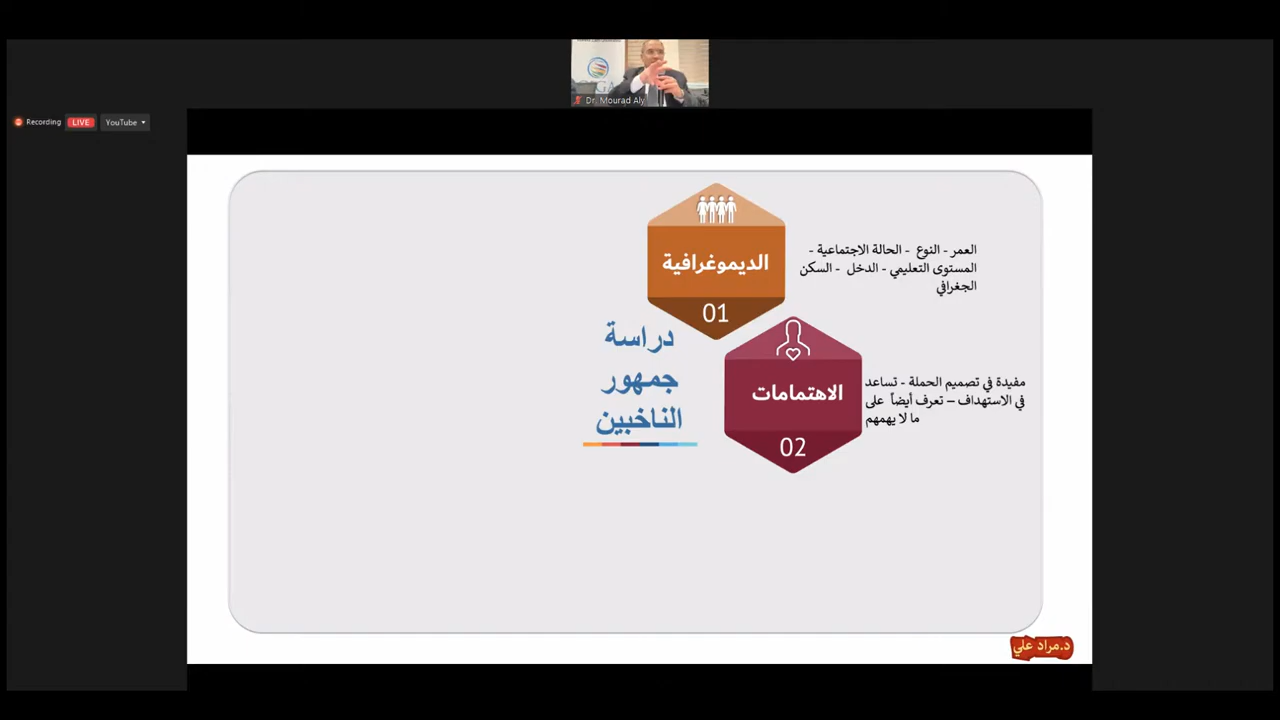 Dr. Mourad Aly
Recording
LIVE
YouTube
الديموغرافية
01
العمر - النوع - الحالة الاجتماعية -
المستوى التعليمي - الدخل - السكن
الجغرافي
دراسة
جمهور
الناخبين
الاهتمامات
02
مفيدة في تصميم الحملة - تساعد
في الاستهداف – تعرف أيضاً على
ما لا يهمهم
د.مراد علي